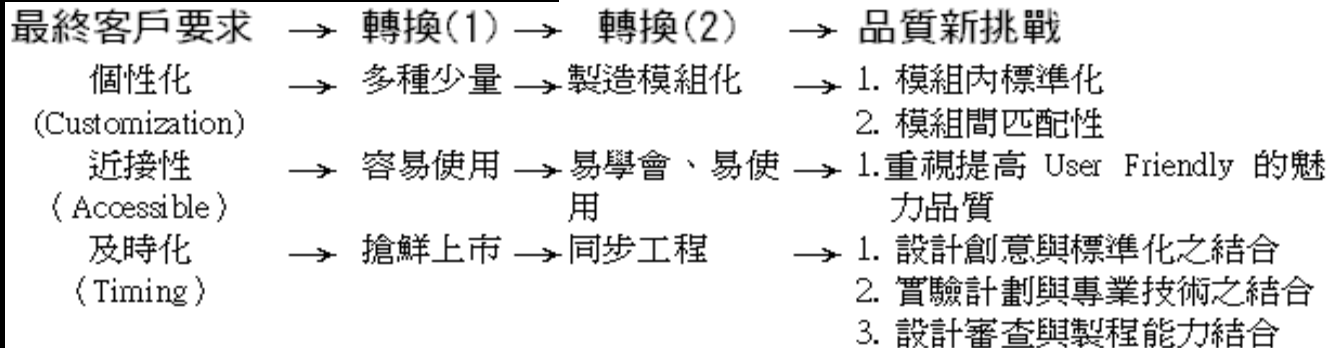 最終客戶要求 → 轉換(1) → 轉換(2) → 品質新挑戰
個性化 → 多種少量 → 製造模組化 → 1. 模組內標準化
(Customization) 2. 模組間匹配性
近接性 → 容易使用 → 易學會、易使 → 1.重視提高 User Friendly 的魅
(Accessible) 用 力品質
及時化 → 搶鮮上市 → 同步工程 → 1. 設計創意與標準化之結合
(Timing) 2. 實驗計劃與專業技術之結合
3. 設計審查與製程能力結合